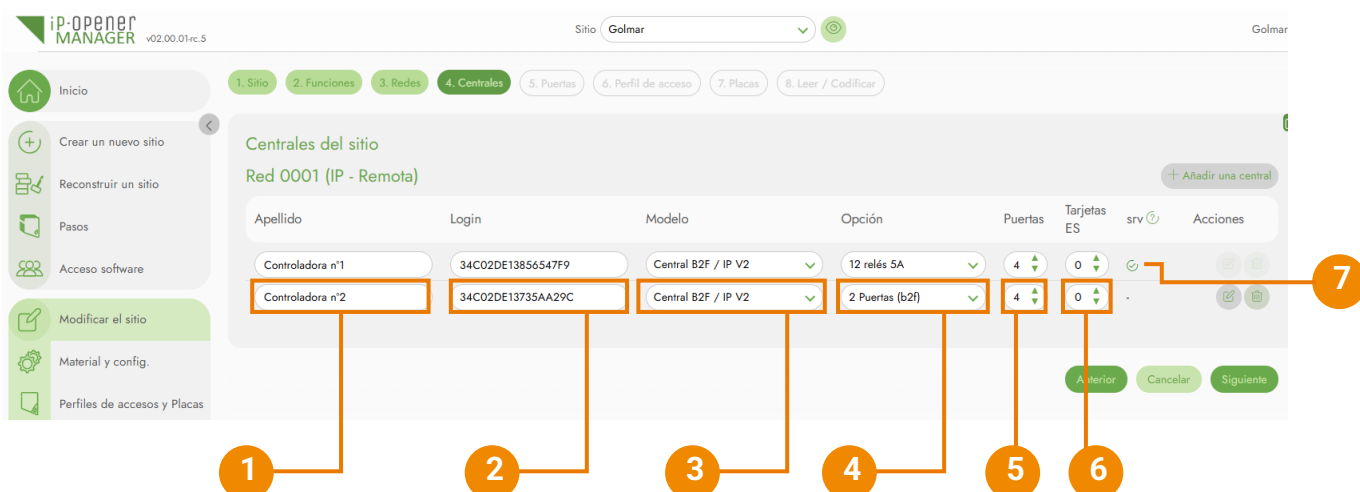 iP-OPENER
MANAGER v02.00.01-rc.5
Sitio Golmar
Golmar
Inicio
1. Sitio 2. Funciones 3. Redes 4. Centrales 5. Puertas 6. Perfil de acceso 7. Placas 8. Leer / Codificar
Crear un nuevo sitio
Reconstruir un sitio
Pasos
Acceso software
Modificar el sitio
Material y config.
Perfiles de accesos y Placas
Centrales del sitio
Red 0001 (IP - Remota)
+ Añadir una central
Apellido Login Modelo Opción Puertas Tarjetas ES srv ? Acciones
Controladora n°1 34C02DE13856547F9 Central B2F / IP V2 12 relés 5A 4 0
Controladora n°2 34C02DE13735AA29C Central B2F / IP V2 2 Puertas (b2f) 4 0 -
7
Anterior Cancelar Siguiente
1 2 3 4 5 6